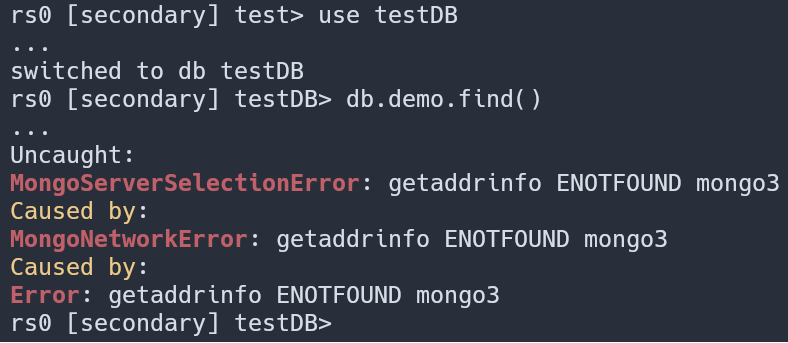 rs0 [secondary] test> use testDB
...
switched to db testDB
rs0 [secondary] testDB> db.demo.find()
...
Uncaught:
MongoServerSelectionError: getaddrinfo ENOTFOUND mongo3
Caused by:
MongoNetworkError: getaddrinfo ENOTFOUND mongo3
Caused by:
Error: getaddrinfo ENOTFOUND mongo3
rs0 [secondary] testDB>